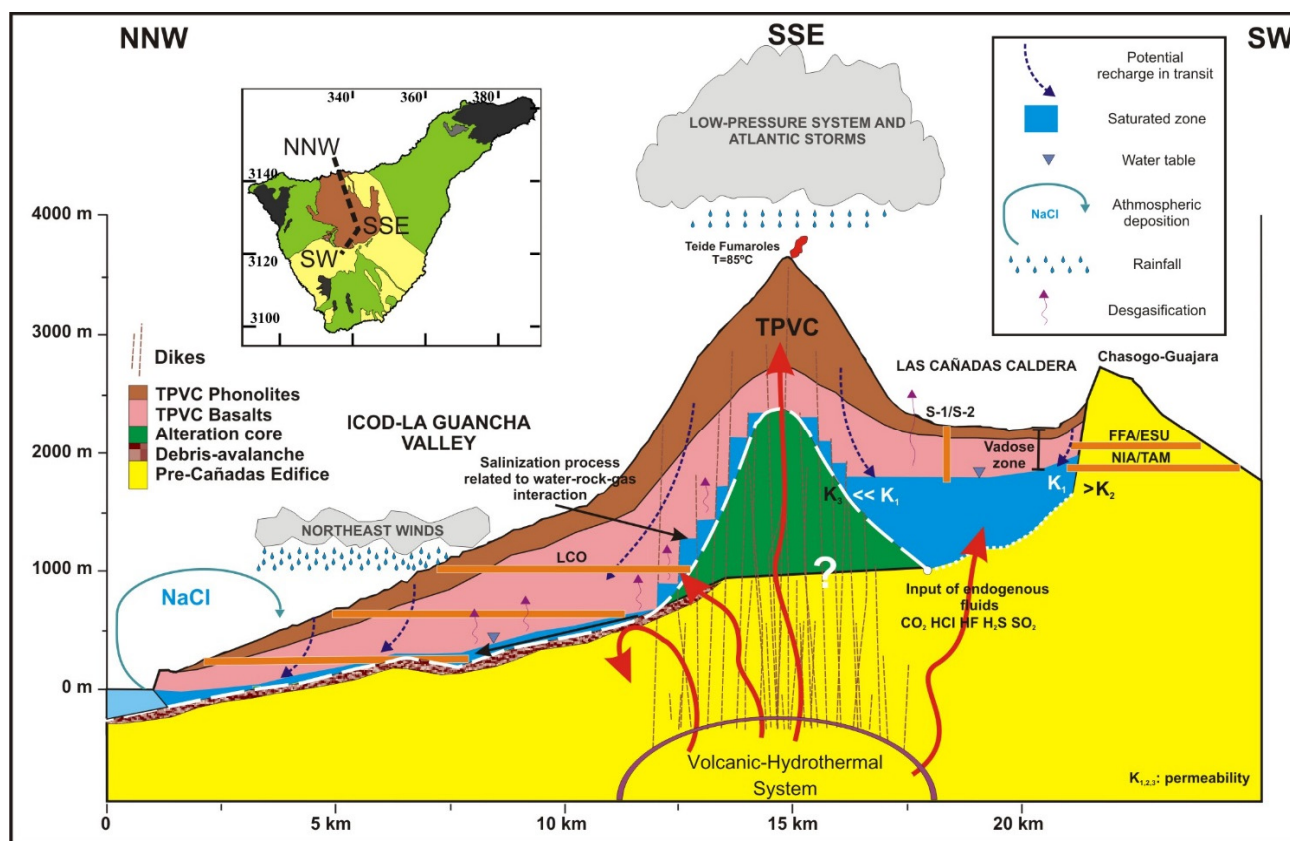 NNW
SSE
SW
340
360
380
3140
3120
3100
NNW
SSE
SW
LOW-PRESSURE SYSTEM AND
ATLANTIC STORMS
Potential
recharge in transit
Saturated zone
Water table
NaCl
Athmospheric
deposition
Rainfall
Desgasification
4000 m
3000 m
2000 m
1000 m
0 m
Teide Fumaroles
T=85ºC
TPVC
LAS CAÑADAS CALDERA
Chasogo-Guajara
Dikes
TPVC Phonolites
TPVC Basalts
Alteration core
Debris-avalanche
Pre-Cañadas Edifice
ICOD-LA GUANCHA
VALLEY
Salinization process
related to water-rock-gas
interaction
S-1/S-2
Vadose
zone
FFA/ESU
NIA/TAM
K3 << K1
K1 >K2
NORTHEAST WINDS
LCO
NaCl
?
Input of endogenous
fluids
CO2 HCl HF H2S SO2
Volcanic-Hydrothermal
System
K1,2,3: permeability
0
5 km
10 km
15 km
20 km